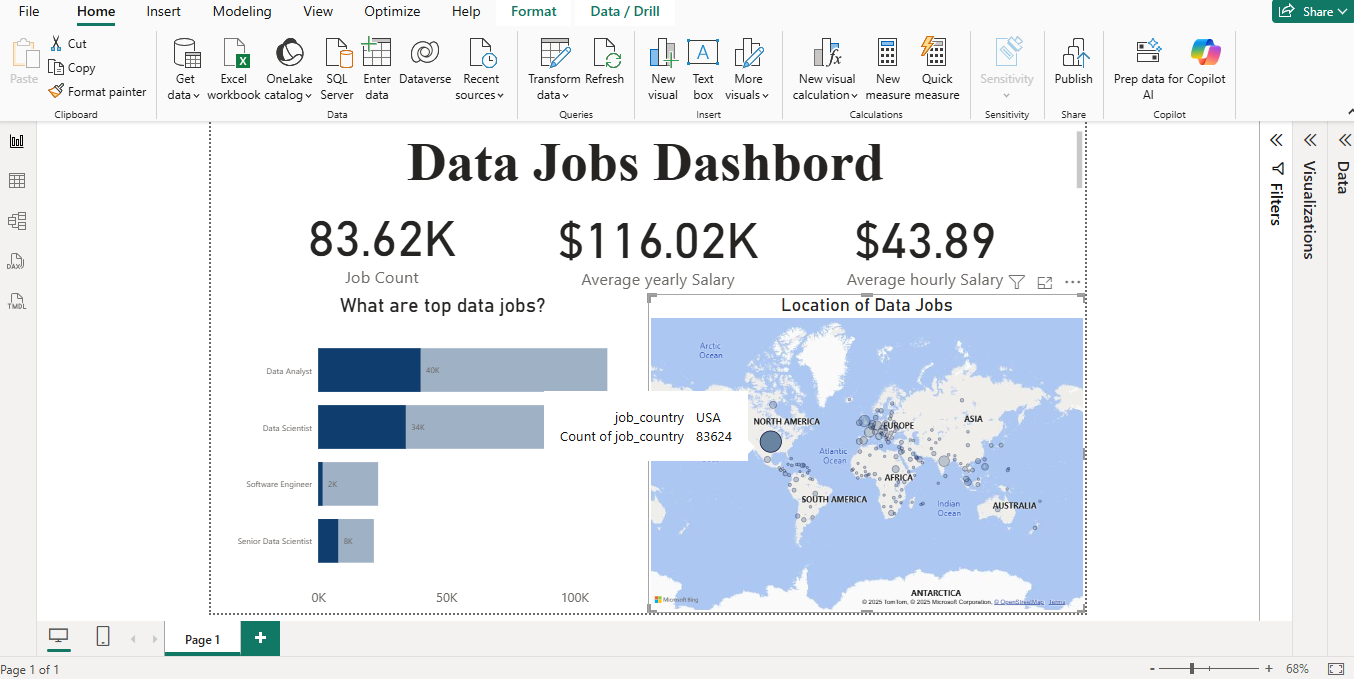 File Home Insert Modeling View Optimize Help Format Data / Drill Share
Paste Cut
Copy
Format painter
Get data
Excel workbook
OneLake catalog
SQL Server
Enter data
Dataverse
Recent sources
Transform data
Refresh
New visual
Text box
More visuals
New visual calculation
New measure
Quick measure
Sensitivity
Publish
Prep data for AI
Copilot
Clipboard Data Queries Insert Calculations Sensitivity Share Copilot
DAX
TMDL
Data Jobs Dashbord
83.62K $116.02K $43.89
Job Count Average yearly Salary Average hourly Salary
What are top data jobs?
Data Analyst 40K
Data Scientist 34K
Software Engineer 2K
Senior Data Scientist 8K
0K 50K 100K
job_country USA
Count of job_country 83624
Location of Data Jobs
Arctic
Ocean
NORTH AMERICA
EUROPE
ASIA
Atlantic
Ocean
AFRICA
SOUTH AMERICA
Indian
Ocean
AUSTRALIA
ANTARCTICA
Microsoft Bing
© 2025 TomTom, © 2025 Microsoft Corporation, © OpenStreetMap Terms
Filters
Visualizations
Data
Page 1
Page 1 of 1
- + 68%